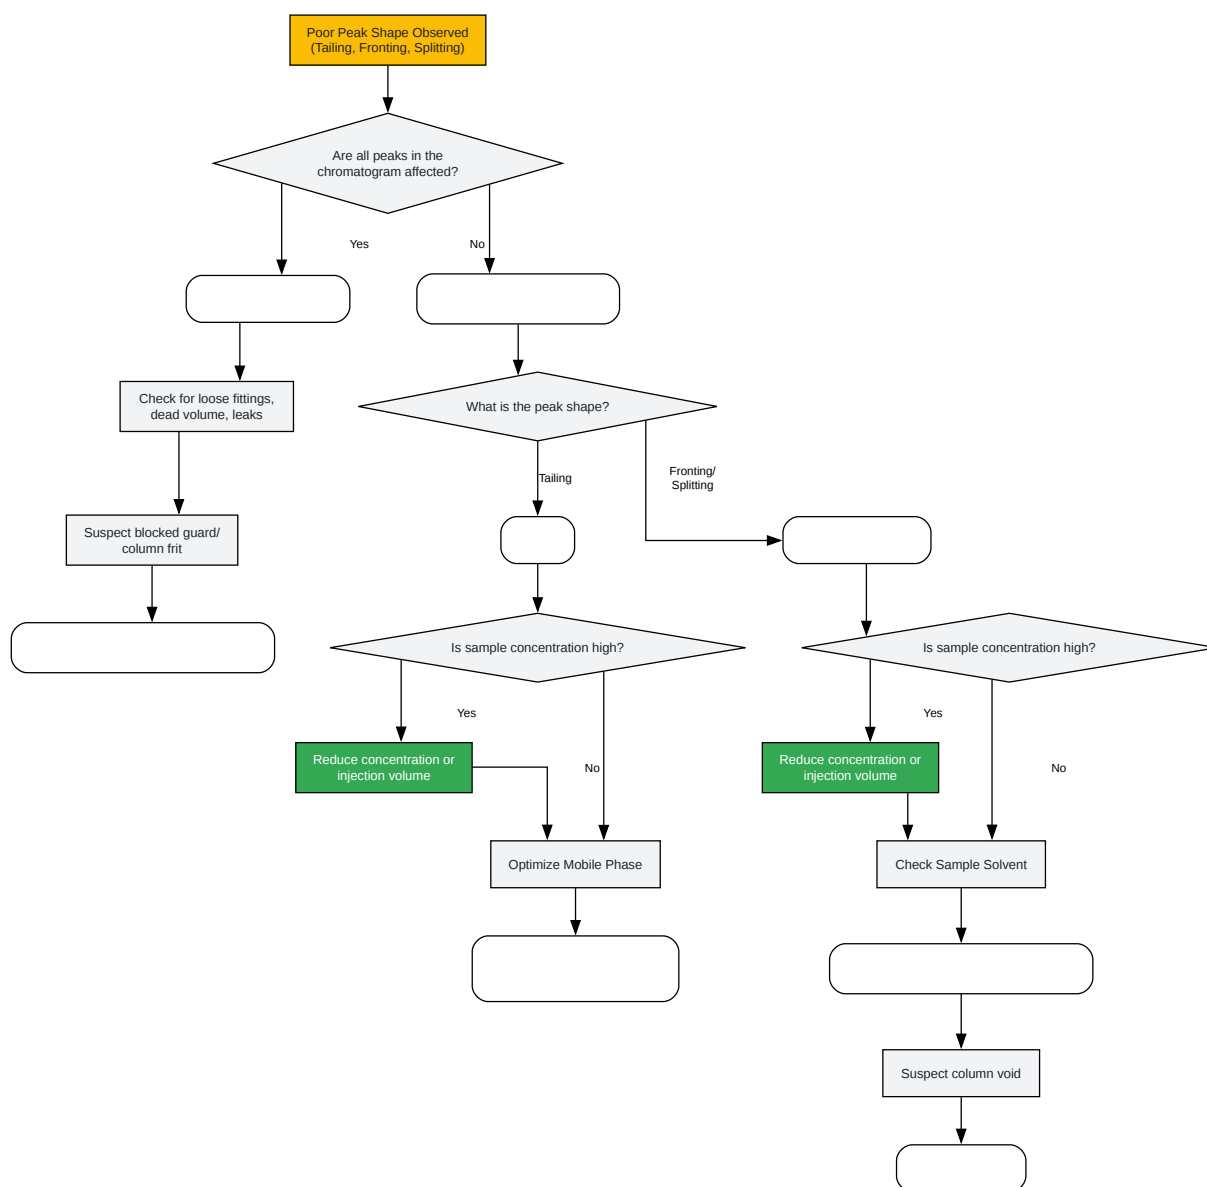 Poor Peak Shape Observed
(Tailing, Fronting, Splitting)
Are all peaks in the
chromatogram affected?
Yes
No
Check for loose fittings,
dead volume, leaks
What is the peak shape?
Tailing
Fronting/
Splitting
Suspect blocked guard/
column frit
Is sample concentration high?
Is sample concentration high?
Yes
Yes
Reduce concentration or
injection volume
No
Reduce concentration or
injection volume
No
Optimize Mobile Phase
Check Sample Solvent
Suspect column void